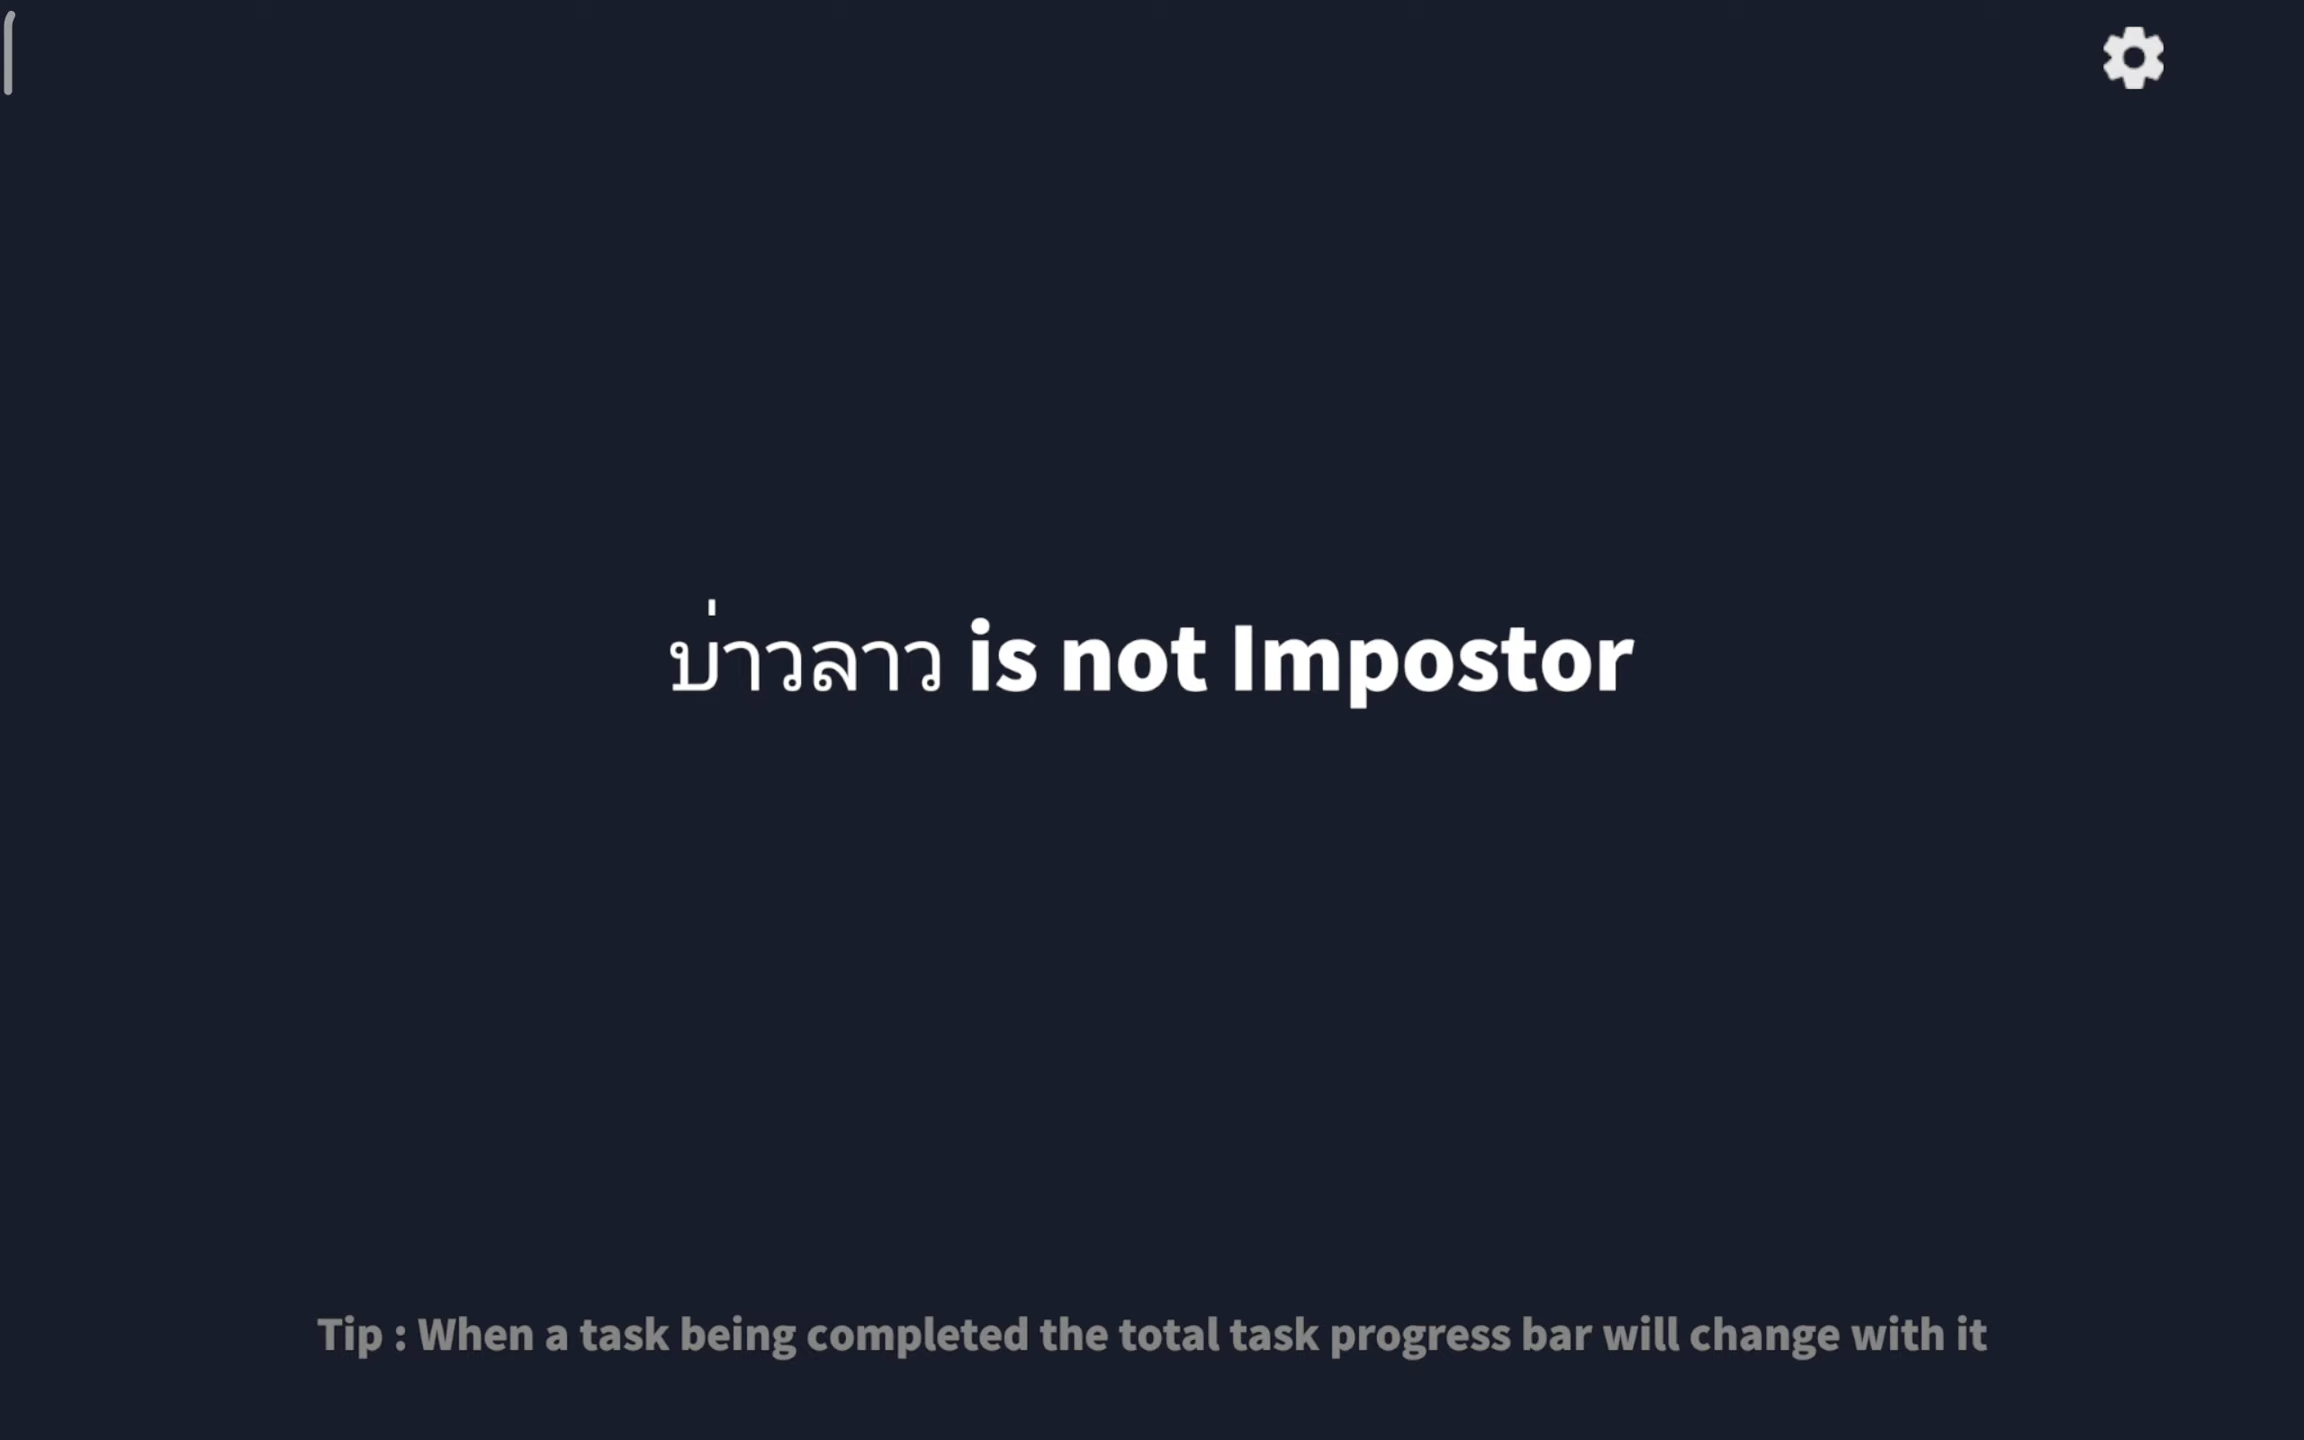 บ่าวลาว is not Impostor
Tip : When a task being completed the total task progress bar will change with it